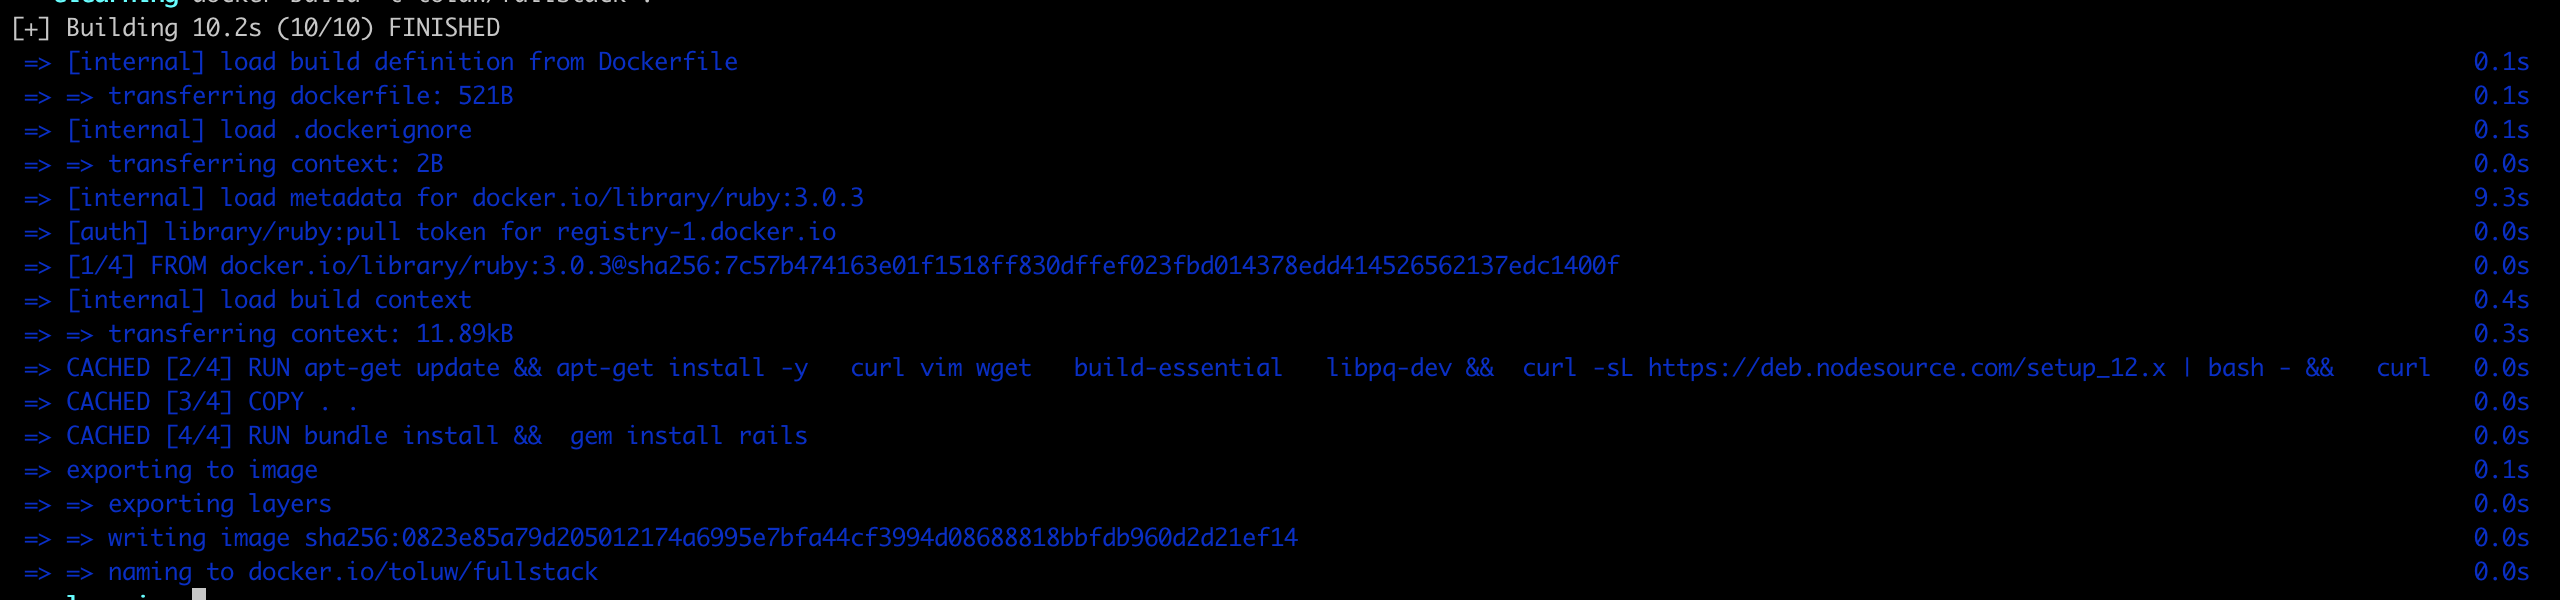 docker build -t toluw/fullstack .
[+] Building 10.2s (10/10) FINISHED
=> [internal] load build definition from Dockerfile 0.1s
=> => transferring dockerfile: 521B 0.1s
=> [internal] load .dockerignore 0.1s
=> => transferring context: 2B 0.0s
=> [internal] load metadata for docker.io/library/ruby:3.0.3 9.3s
=> [auth] library/ruby:pull token for registry-1.docker.io 0.0s
=> [1/4] FROM docker.io/library/ruby:3.0.3@sha256:7c57b474163e01f1518ff830dffef023fbd014378edd414526562137edc1400f 0.0s
=> [internal] load build context 0.4s
=> => transferring context: 11.89kB 0.3s
=> CACHED [2/4] RUN apt-get update && apt-get install -y   curl vim wget   build-essential   libpq-dev &&  curl -sL https://deb.nodesource.com/setup_12.x | bash - &&   curl 0.0s
=> CACHED [3/4] COPY . . 0.0s
=> CACHED [4/4] RUN bundle install &&  gem install rails 0.0s
=> exporting to image 0.1s
=> => exporting layers 0.0s
=> => writing image sha256:0823e85a79d205012174a6995e7bfa44cf3994d08688818bbfdb960d2d21ef14 0.0s
=> => naming to docker.io/toluw/fullstack 0.0s